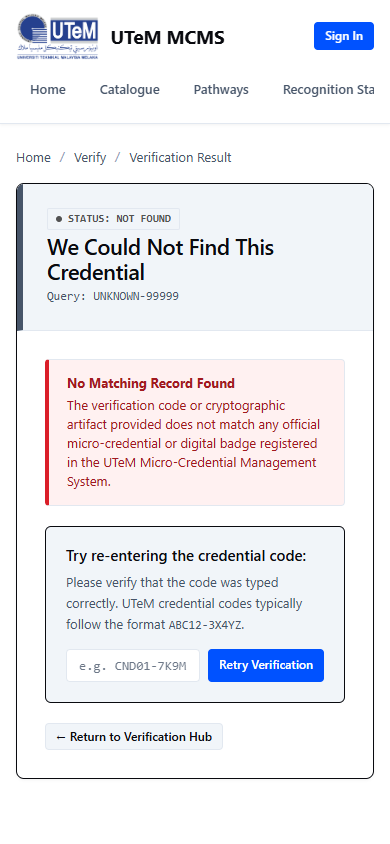 UTeM
UNIVERSITI TEKNIKAL MALAYSIA MELAKA
UTeM MCMS
Sign In
Home
Catalogue
Pathways
Recognition Sta
Home / Verify / Verification Result
● STATUS: NOT FOUND
We Could Not Find This
Credential
Query: UNKNOWN-99999
No Matching Record Found
The verification code or cryptographic
artifact provided does not match any official
micro-credential or digital badge registered
in the UTeM Micro-Credential Management
System.
Try re-entering the credential code:
Please verify that the code was typed
correctly. UTeM credential codes typically
follow the format ABC12-3X4YZ.
e.g. CND01-7K9M
Retry Verification
← Return to Verification Hub